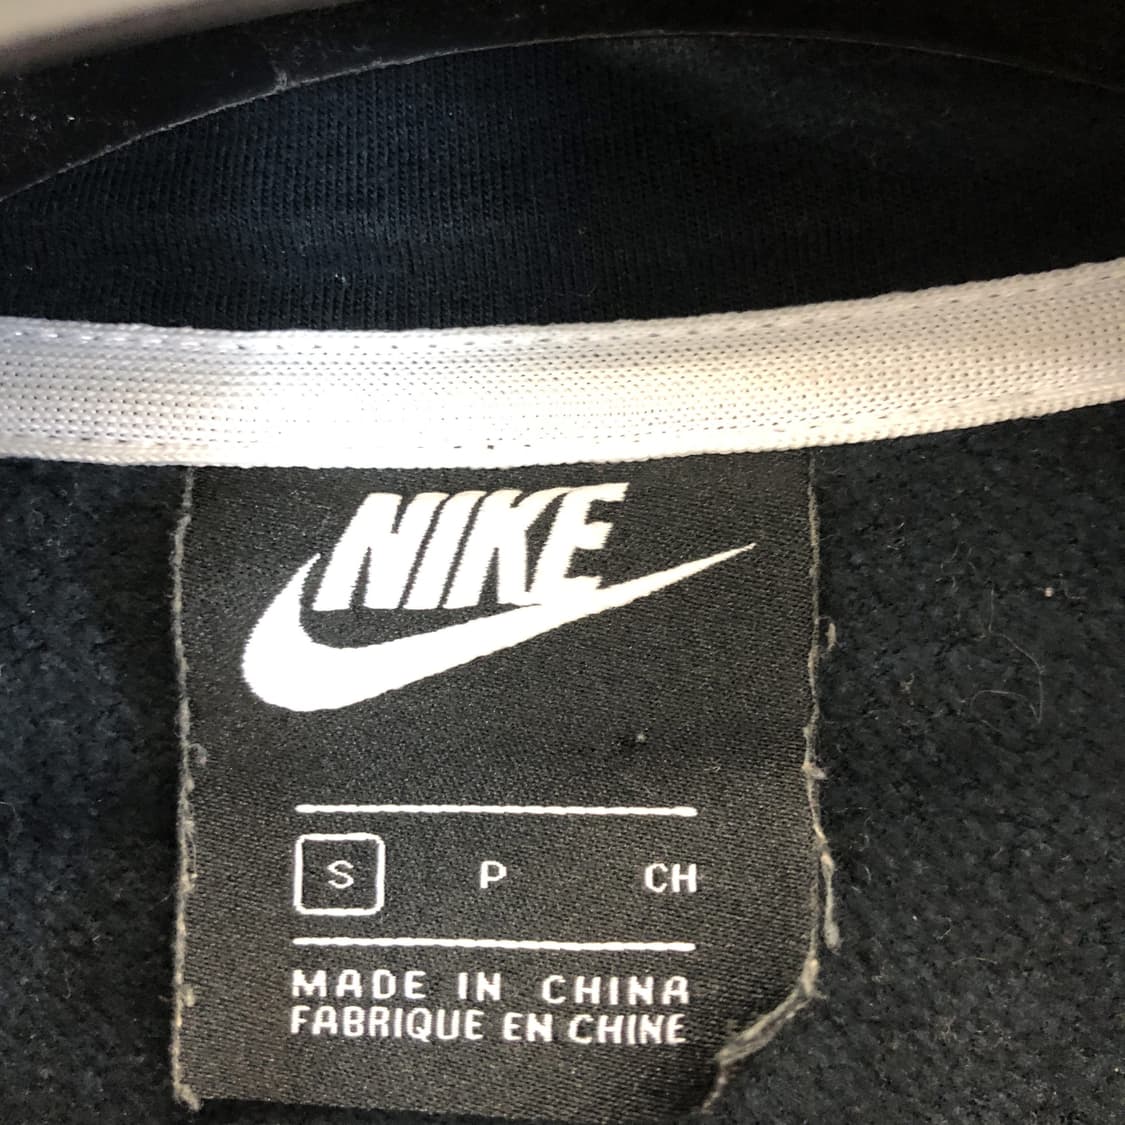 NIKE
S P CH
MADE IN CHINA
FABRIQUE EN CHINE